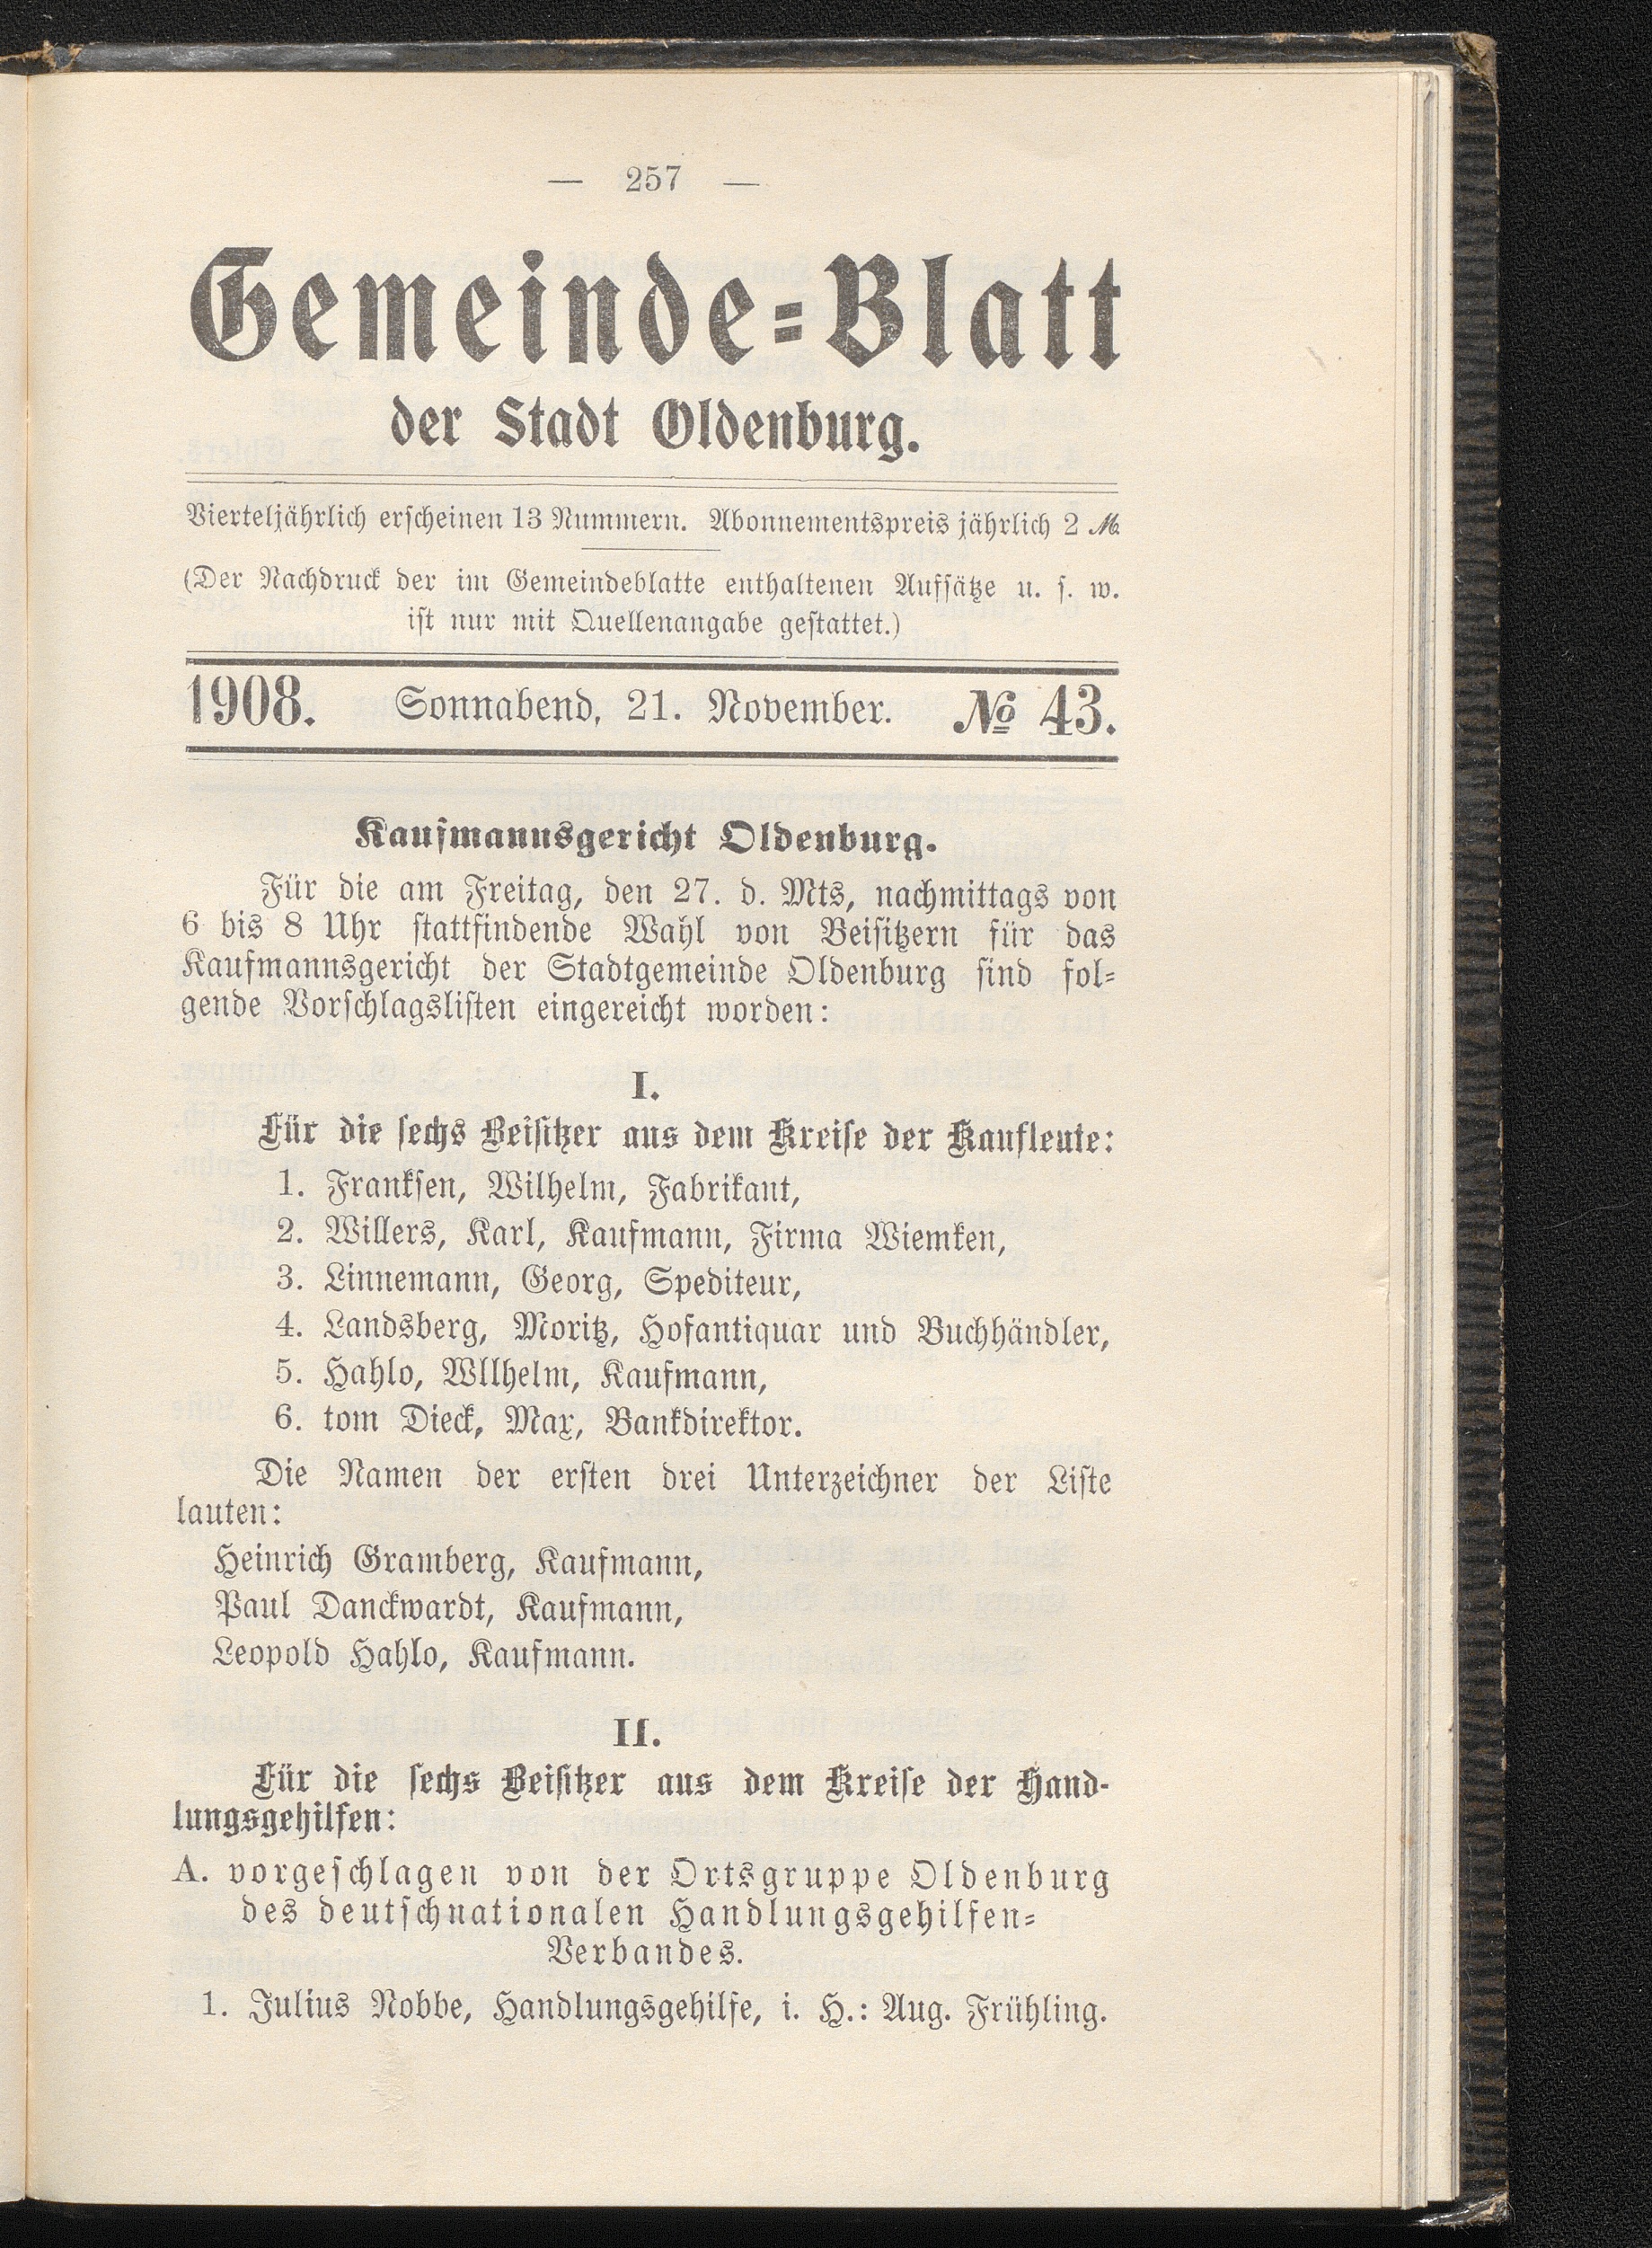 — 257 —
Gemeinde=Blatt
der Stadt Oldenburg.
Vierteljährlich erscheinen 13 Nummern. Abonnementspreis jährlich 2 ℳ.
(Der Nachdruck der im Gemeindeblatte enthaltenen Aufsätze u. s. w.
ist nur mit Quellenangabe gestattet.)
1908. Sonnabend, 21. November. № 43.
Kaufmannsgericht Oldenburg.
Für die am Freitag, den 27. d. Mts, nachmittags von
6 bis 8 Uhr stattfindende Wahl von Beisitzern für das
Kaufmannsgericht der Stadtgemeinde Oldenburg sind fol=
gende Vorschlagslisten eingereicht worden:
I.
Für die sechs Beisitzer aus dem Kreise der Kaufleute:
1. Franksen, Wilhelm, Fabrikant,
2. Willers, Karl, Kaufmann, Firma Wiemken,
3. Linnemann, Georg, Spediteur,
4. Landsberg, Moritz, Hofantiquar und Buchhändler,
5. Hahlo, Wllhelm, Kaufmann,
6. tom Dieck, Max, Bankdirektor.
Die Namen der ersten drei Unterzeichner der Liste
lauten:
Heinrich Gramberg, Kaufmann,
Paul Danckwardt, Kaufmann,
Leopold Hahlo, Kaufmann.
II.
Für die sechs Beisitzer aus dem Kreise der Hand-
lungsgehilfen:
A. vorgeschlagen von der Ortsgruppe Oldenburg
des deutschnationalen Handlungsgehilfen=
Verbandes.
1. Julius Nobbe, Handlungsgehilfe, i. H.: Aug. Frühling.